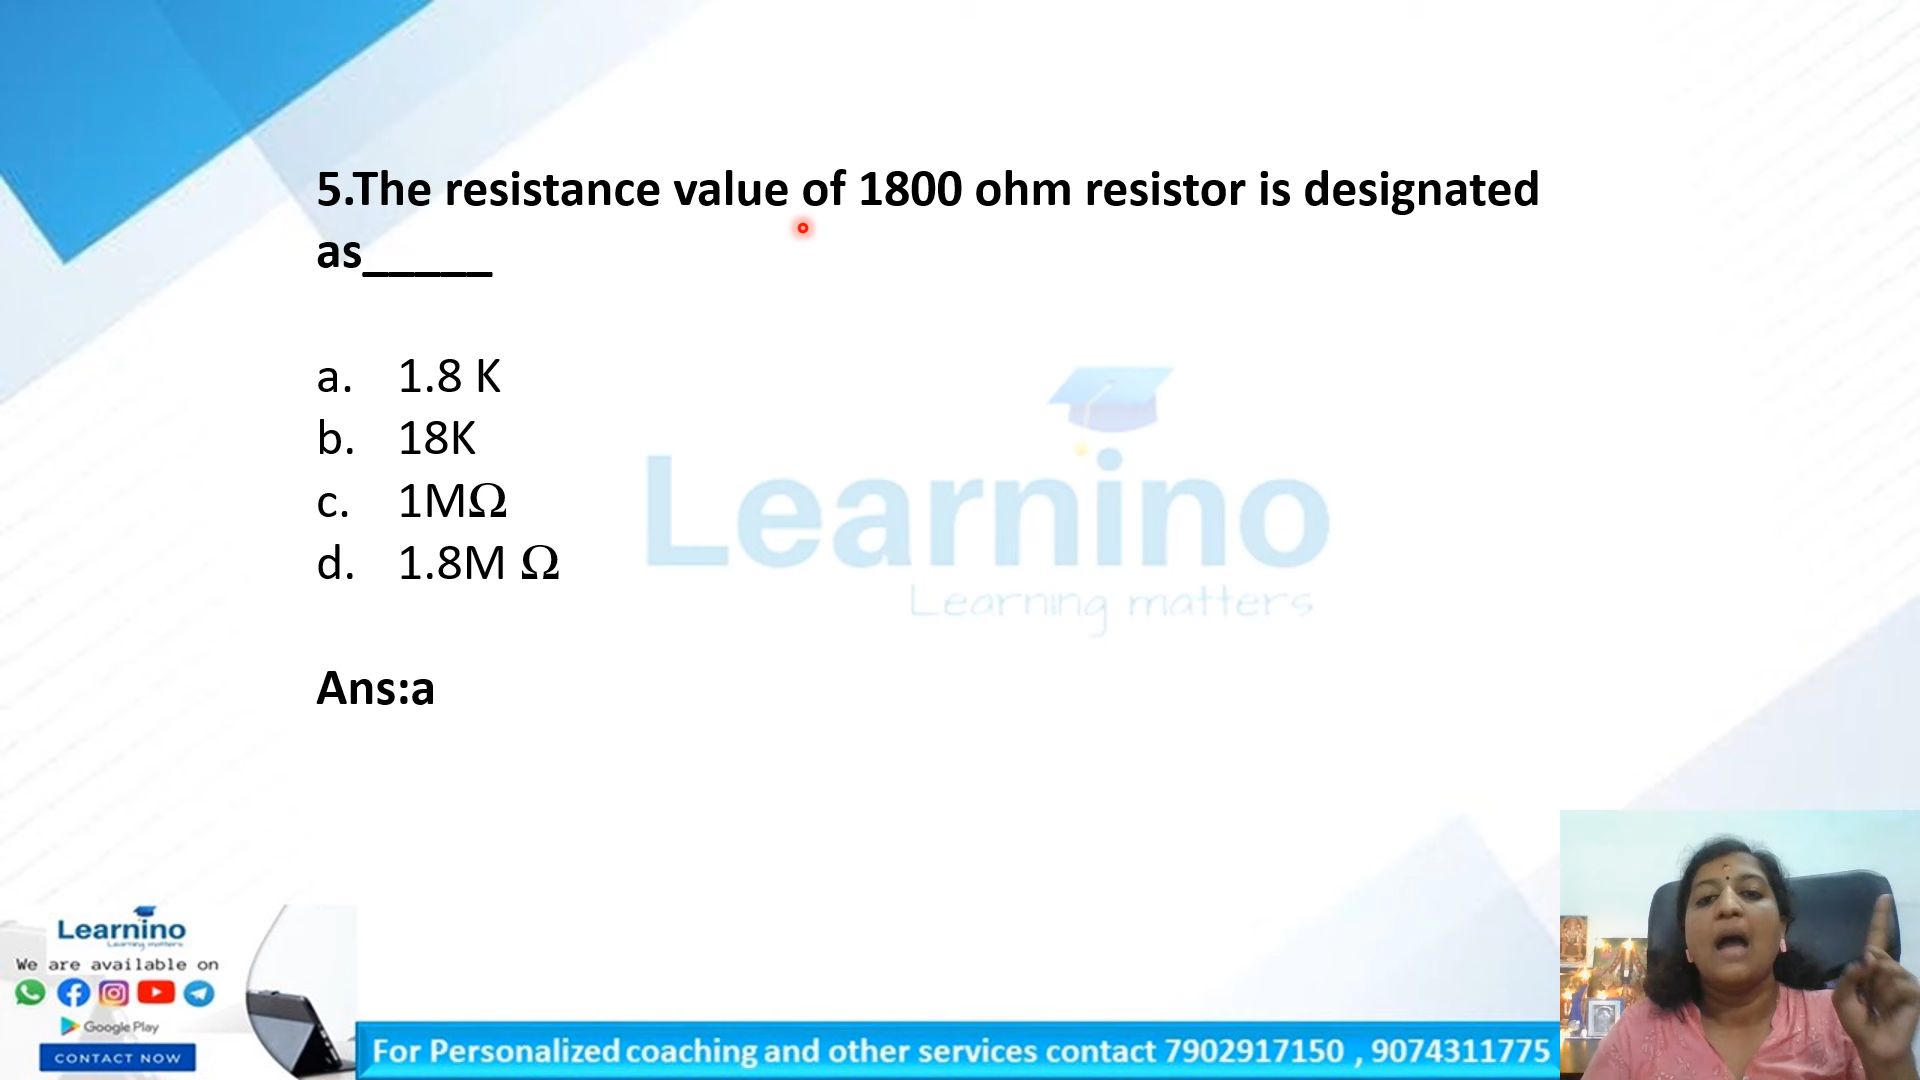 5.The resistance value of 1800 ohm resistor is designated
as_____
a. 1.8 K
b. 18K
c. 1MΩ
d. 1.8M Ω
Learnino
Learning matters
Ans:a
Learnino
Learning matters
We are available on
Google Play
CONTACT NOW
For Personalized coaching and other services contact 7902917150 , 9074311775